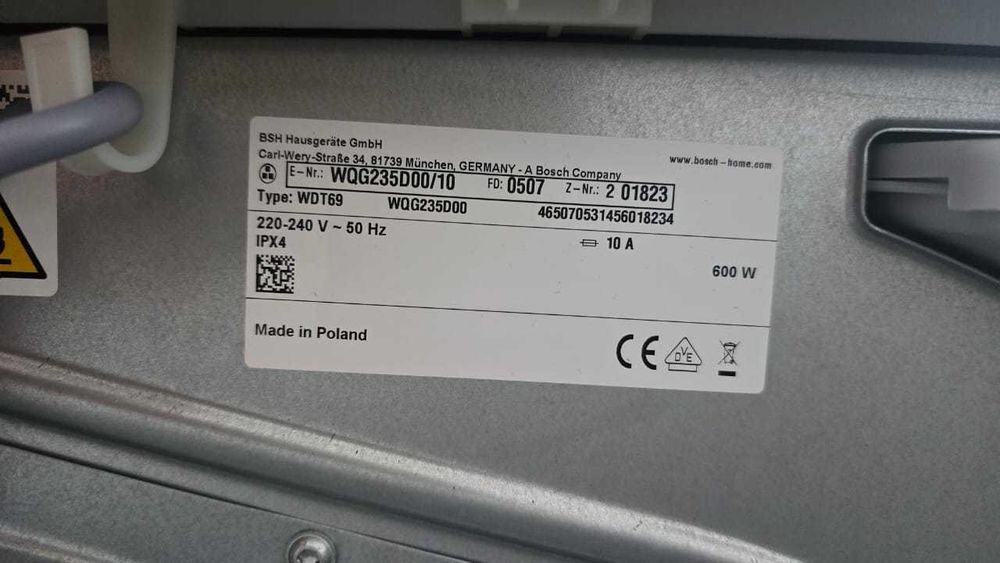 BSH Hausgeräte GmbH
Carl-Wery-Straße 34, 81739 München, GERMANY - A Bosch Company
www.bosch-home.com
E-Nr.: WQG235D00/10 FD: 0507 Z-Nr.: 2 01823
Type: WDT69 WQG235D00 465070531456018234
220-240 V ~ 50 Hz 10 A
IPX4
600 W
Made in Poland
CE DVE